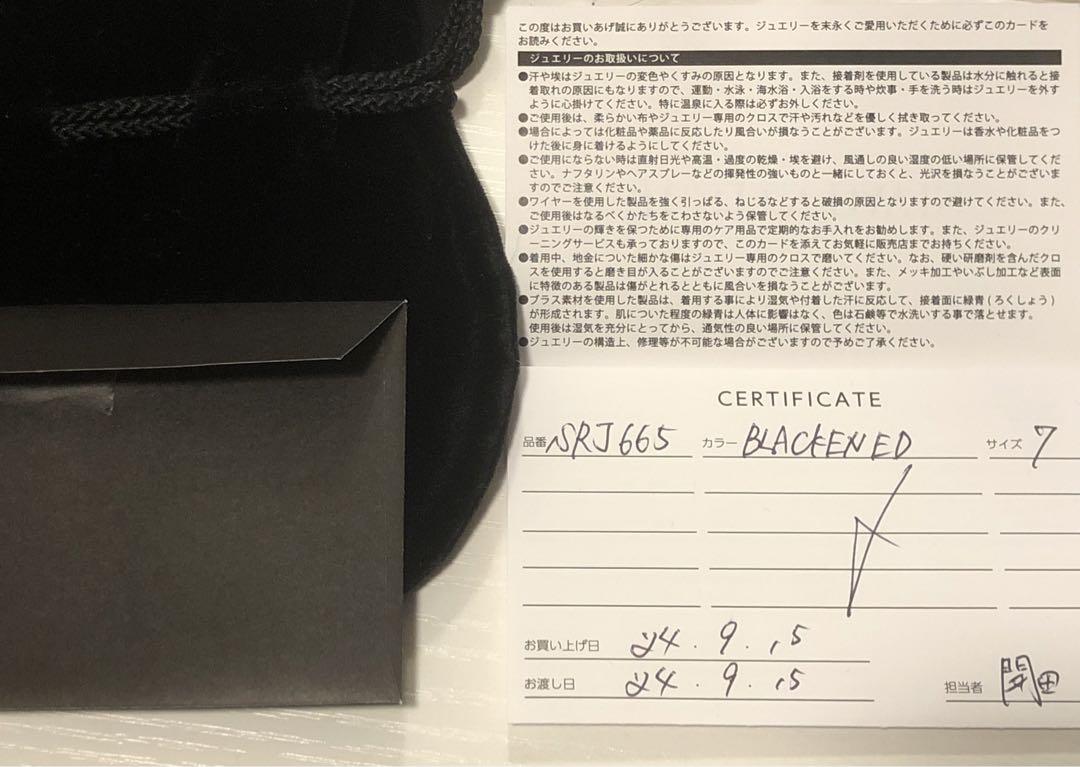 この度はお買いあげ誠にありがとうございます。ジュエリーを末永くご愛用いただくために必ずこのカードを
お読みください。
ジュエリーのお取扱いについて
●汗や埃はジュエリーの変色やくすみの原因となります。また、接着剤を使用している製品は水分に触れると接
着取れの原因にもなりますので、運動・水泳・海水浴・入浴をする時や炊事・手を洗う時はジュエリーを外す
ように心掛けてください。特に温泉に入る際は必ずお外しください。
●ご使用後は、柔らかい布やジュエリー専用のクロスで汗や汚れなどを優しく拭き取ってください。
●場合によっては化粧品や薬品に反応したり風合いが損なうことがございます。ジュエリーは香水や化粧品をつ
けた後に身に着けるようにしてください。
●ご使用にならない時は直射日光や高温・過度の乾燥・埃を避け、風通しの良い湿度の低い場所に保管してくだ
さい。ナフタリンやヘアスプレーなどの揮発性の強いものと一緒にしておくと、光沢を損なうことがございま
すのでご注意ください。
●ワイヤーを使用した製品を強く引っぱる、ねじるなどすると破損の原因となりますので避けてください。また、
ご使用後はなるべくかたちをこわさないよう保管してください。
●ジュエリーの輝きを保つために専用のケア用品で定期的なお手入れをお勧めします。また、ジュエリーのクリ
ーニングサービスも承っておりますので、このカードを添えてお気軽に販売店までお持ちください。
●着用中、地金についた細かな傷はジュエリー専用のクロスで磨いてください。なお、硬い研磨剤を含んだクロ
スを使用すると磨き目が入ることがございますのでご注意ください。また、メッキ加工やいぶし加工など表面
に特徴のある製品は傷がとれるとともに風合いを損なうことがございます。
●ブラス素材を使用した製品は、着用する事により湿気や付着した汗に反応して、接着面に緑青(ろくしょう)
が形成されます。肌についた程度の緑青は人体に影響はなく、色は石鹸等で水洗いする事で落とせます。
使用後は湿気を充分にとってから、通気性の良い場所に保管してください。
●ジュエリーの構造上、修理等が不可能な場合がございますので予めご了承ください。
CERTIFICATE
品番 SRJ665 カラー BLACKENED サイズ 7
お買い上げ日 24.9.15
お渡し日 24.9.15
担当者 関田